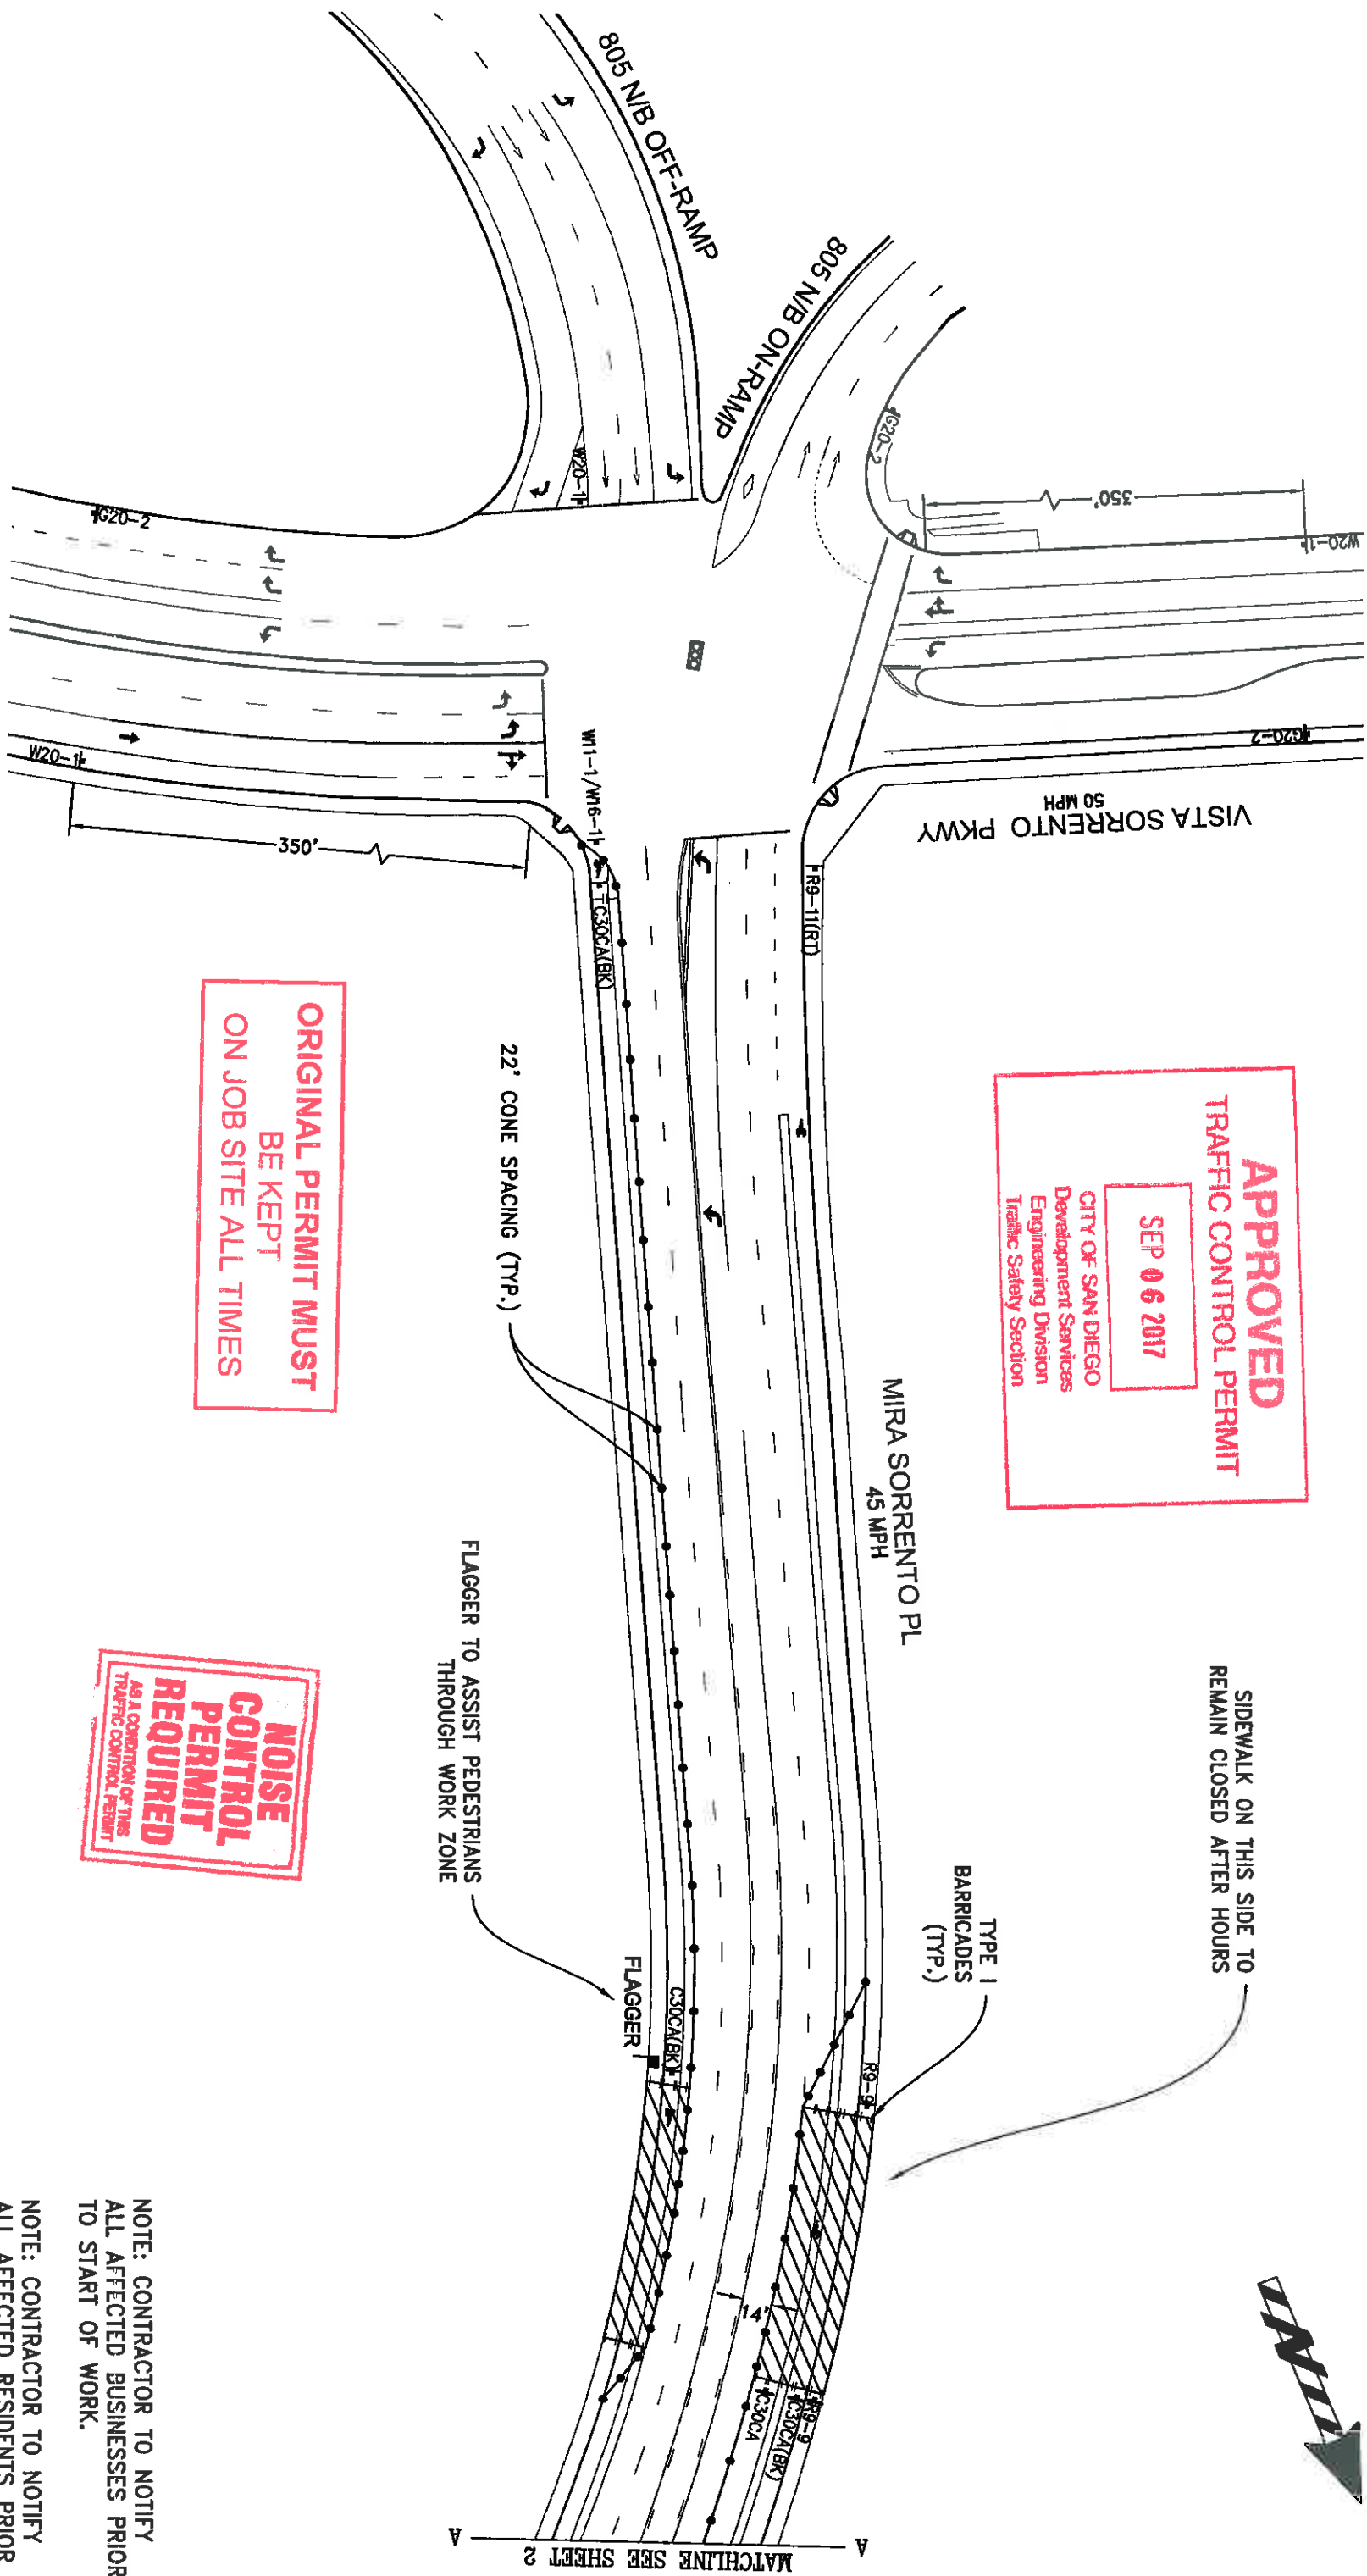 805 N/B OFF-RAMP
805 N/B ON-RAMP
G20-2
350'
W20-1
W20-1
G20-2
G20-2
VISTA SORRENTO PKWY
50 MPH
W20-1
350'
W11-1/W16-1
C30CA(BK)
R9-11(RT)
APPROVED
TRAFFIC CONTROL PERMIT
SEP 06 2017
CITY OF SAN DIEGO
Development Services
Engineering Division
Traffic Safety Section
ORIGINAL PERMIT MUST
BE KEPT
ON JOB SITE ALL TIMES
22' CONE SPACING (TYP.)
MIRA SORRENTO PL
45 MPH
SIDEWALK ON THIS SIDE TO
REMAIN CLOSED AFTER HOURS
TYPE I
BARRICADES
(TYP.)
FLAGGER TO ASSIST PEDESTRIANS
THROUGH WORK ZONE
NOISE
CONTROL
PERMIT
REQUIRED
AS A CONDITION OF THIS
TRAFFIC CONTROL PERMIT
FLAGGER
C30CA(BK)
R9-9
14'
R9-9
C30CA(BK)
C30CA
N
NOTE: CONTRACTOR TO NOTIFY
ALL AFFECTED BUSINESSES PRIOR
TO START OF WORK.
NOTE: CONTRACTOR TO NOTIFY
ALL AFFECTED RESIDENTS PRIOR
A
A
MATCHLINE SEE SHEET 2